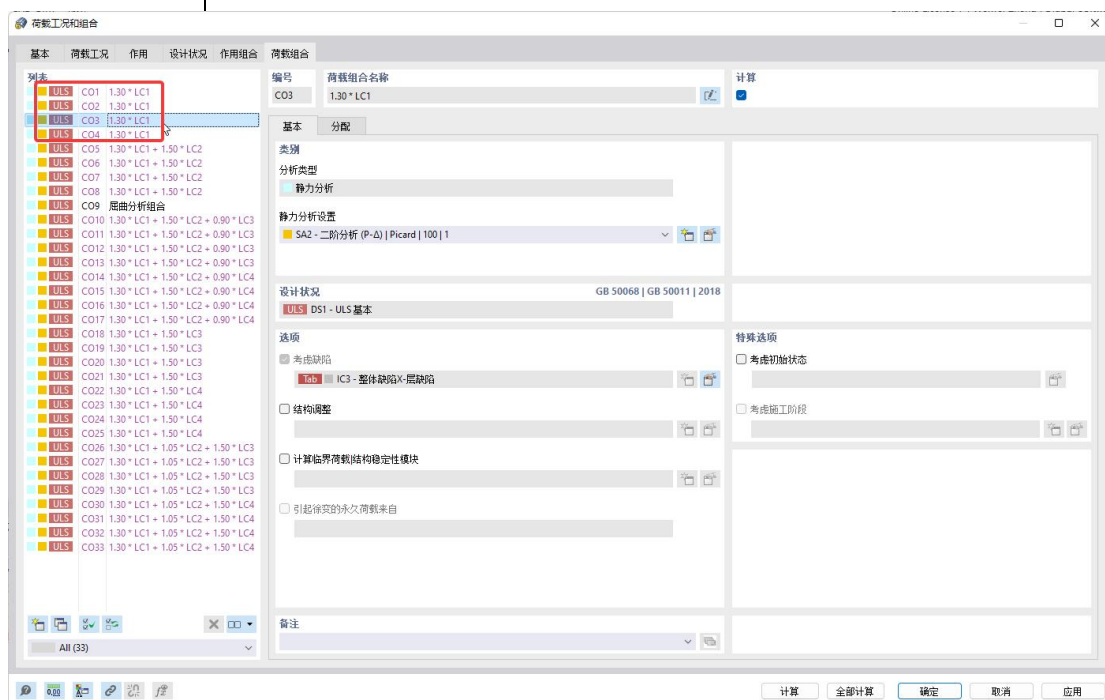 荷载工况和组合
基本 荷载工况 作用 设计状况 作用组合 荷载组合
列表
ULS CO1 1.30 * LC1
ULS CO2 1.30 * LC1
ULS CO3 1.30 * LC1
ULS CO4 1.30 * LC1
ULS CO5 1.30 * LC1 + 1.50 * LC2
ULS CO6 1.30 * LC1 + 1.50 * LC2
ULS CO7 1.30 * LC1 + 1.50 * LC2
ULS CO8 1.30 * LC1 + 1.50 * LC2
ULS CO9 屈曲分析组合
ULS CO10 1.30 * LC1 + 1.50 * LC2 + 0.90 * LC3
ULS CO11 1.30 * LC1 + 1.50 * LC2 + 0.90 * LC3
ULS CO12 1.30 * LC1 + 1.50 * LC2 + 0.90 * LC3
ULS CO13 1.30 * LC1 + 1.50 * LC2 + 0.90 * LC3
ULS CO14 1.30 * LC1 + 1.50 * LC2 + 0.90 * LC4
ULS CO15 1.30 * LC1 + 1.50 * LC2 + 0.90 * LC4
ULS CO16 1.30 * LC1 + 1.50 * LC2 + 0.90 * LC4
ULS CO17 1.30 * LC1 + 1.50 * LC2 + 0.90 * LC4
ULS CO18 1.30 * LC1 + 1.50 * LC3
ULS CO19 1.30 * LC1 + 1.50 * LC3
ULS CO20 1.30 * LC1 + 1.50 * LC3
ULS CO21 1.30 * LC1 + 1.50 * LC3
ULS CO22 1.30 * LC1 + 1.50 * LC4
ULS CO23 1.30 * LC1 + 1.50 * LC4
ULS CO24 1.30 * LC1 + 1.50 * LC4
ULS CO25 1.30 * LC1 + 1.50 * LC4
ULS CO26 1.30 * LC1 + 1.05 * LC2 + 1.50 * LC3
ULS CO27 1.30 * LC1 + 1.05 * LC2 + 1.50 * LC3
ULS CO28 1.30 * LC1 + 1.05 * LC2 + 1.50 * LC3
ULS CO29 1.30 * LC1 + 1.05 * LC2 + 1.50 * LC3
ULS CO30 1.30 * LC1 + 1.05 * LC2 + 1.50 * LC4
ULS CO31 1.30 * LC1 + 1.05 * LC2 + 1.50 * LC4
ULS CO32 1.30 * LC1 + 1.05 * LC2 + 1.50 * LC4
ULS CO33 1.30 * LC1 + 1.05 * LC2 + 1.50 * LC4
All (33)
编号 荷载组合名称 计算
CO3 1.30 * LC1
基本 分配
类别
分析类型
静力分析
静力分析设置
SA2 - 二阶分析 (P-Δ) | Picard | 100 | 1
设计状况 GB 50068 | GB 50011 | 2018
ULS DS1 - ULS 基本
选项 特殊选项
考虑缺陷 考虑初始状态
Tab IC3 - 整体缺陷X-层缺陷
结构调整 考虑施工阶段
计算临界荷载|结构稳定性模块
引起徐变的永久荷载来自
备注
0,00
计算 全部计算 确定 取消 应用